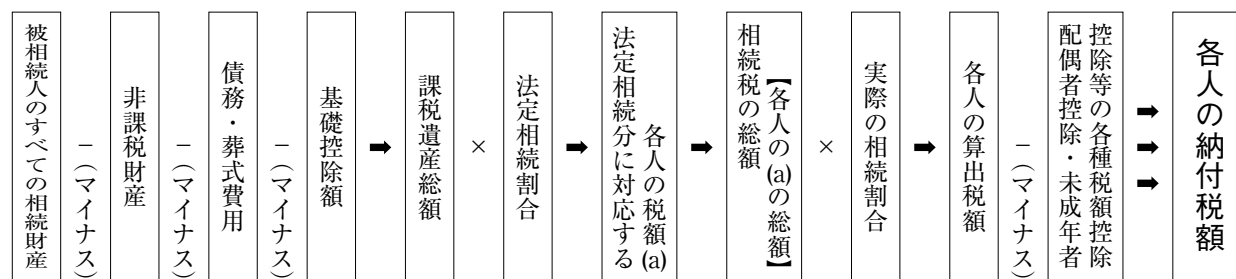 被相続人のすべての相続財産
−（マイナス）
非課税財産
−（マイナス）
債務・葬式費用
−（マイナス）
基礎控除額
➡
課税遺産総額
×
法定相続割合
➡
法定相続分に対応する
各人の税額(a)
➡
相続税の総額
【各人の(a)の総額】
×
実際の相続割合
➡
各人の算出税額
−（マイナス）
配偶者控除・未成年者
控除等の各種税額控除
➡
➡
➡
各人の納付税額